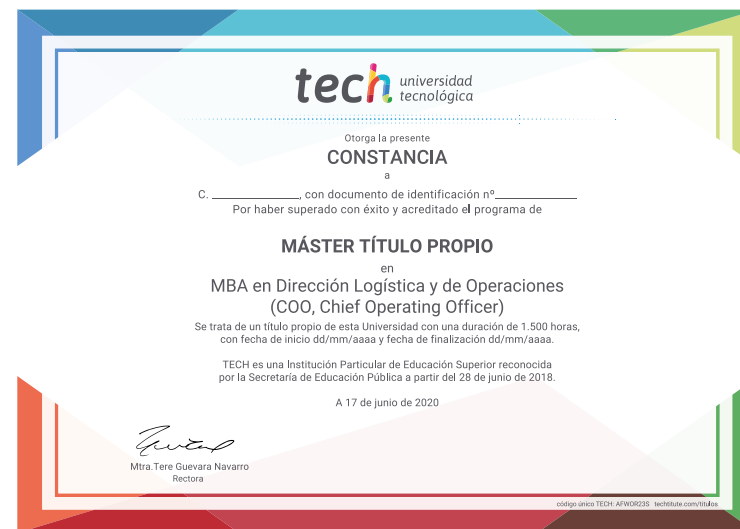 tech universidad
tecnológica
Otorga la presente
CONSTANCIA
a
C. ____________, con documento de identificación nº____________
Por haber superado con éxito y acreditado el programa de
MÁSTER TÍTULO PROPIO
en
MBA en Dirección Logística y de Operaciones
(COO, Chief Operating Officer)
Se trata de un título propio de esta Universidad con una duración de 1.500 horas,
con fecha de inicio dd/mm/aaaa y fecha de finalización dd/mm/aaaa.
TECH es una Institución Particular de Educación Superior reconocida
por la Secretaría de Educación Pública a partir del 28 de junio de 2018.
A 17 de junio de 2020
Mtra.Tere Guevara Navarro
Rectora
código único TECH: AFWOR23S techtitute.com/titulos